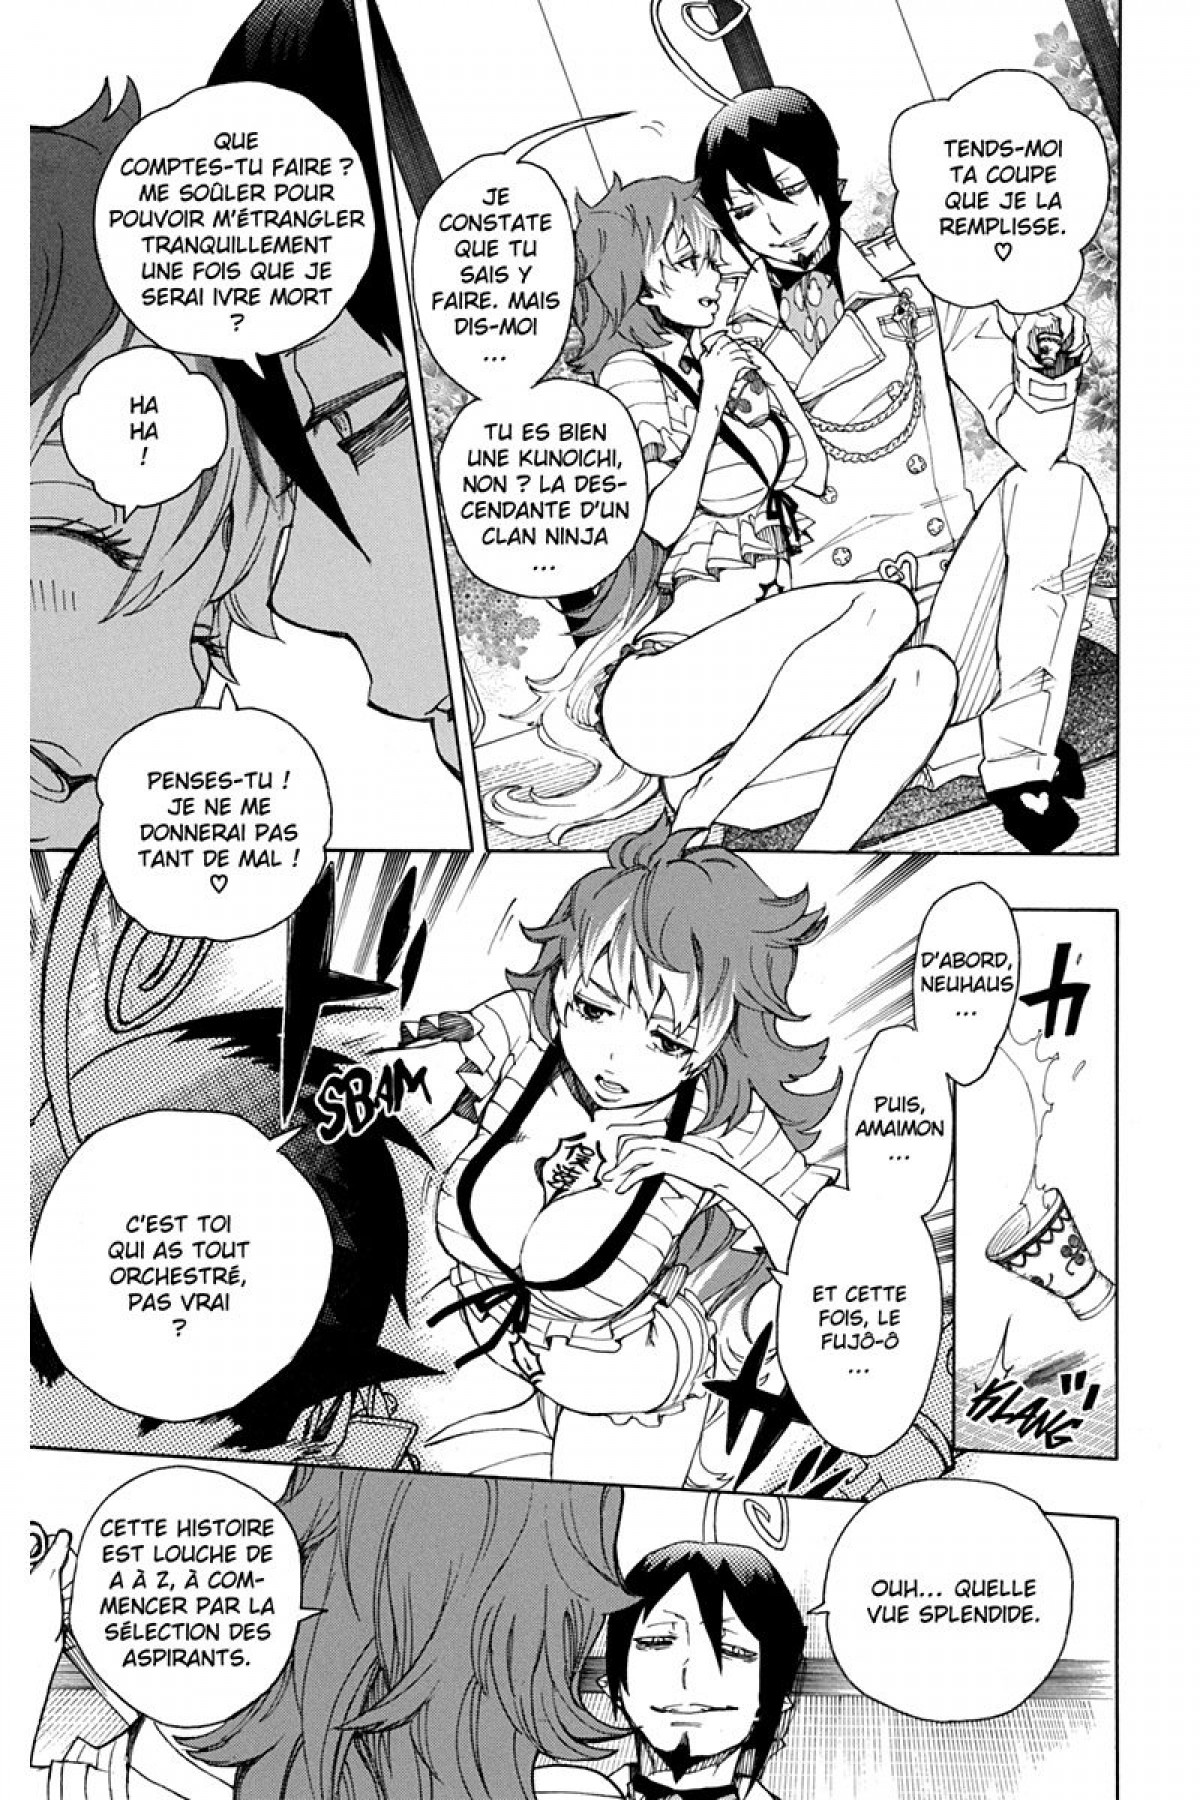 TENDS-MOI
TA COUPE
QUE JE LA
REMPLISSE.
♡
JE
CONSTATE
QUE TU
SAIS Y
FAIRE. MAIS
DIS-MOI
...
TU ES BIEN
UNE KUNOICHI,
NON ? LA DES-
CENDANTE D'UN
CLAN NINJA
...
QUE
COMPTES-TU FAIRE ?
ME SOÛLER POUR
POUVOIR M'ÉTRANGLER
TRANQUILLEMENT
UNE FOIS QUE JE
SERAI IVRE MORT
?
HA
HA
!
PENSES-TU !
JE NE ME
DONNERAI PAS
TANT DE MAL !
♡
カ
KLANG
D'ABORD,
NEUHAUS
...
PUIS,
AMAIMON
...
ET CETTE
FOIS, LE
FUJÔ-Ô
...
SBAM
C'EST TOI
QUI AS TOUT
ORCHESTRÉ,
PAS VRAI
?
OUH... QUELLE
VUE SPLENDIDE.
CETTE HISTOIRE
EST LOUCHE DE
A À Z, À COM-
MENCER PAR LA
SÉLECTION DES
ASPIRANTS.